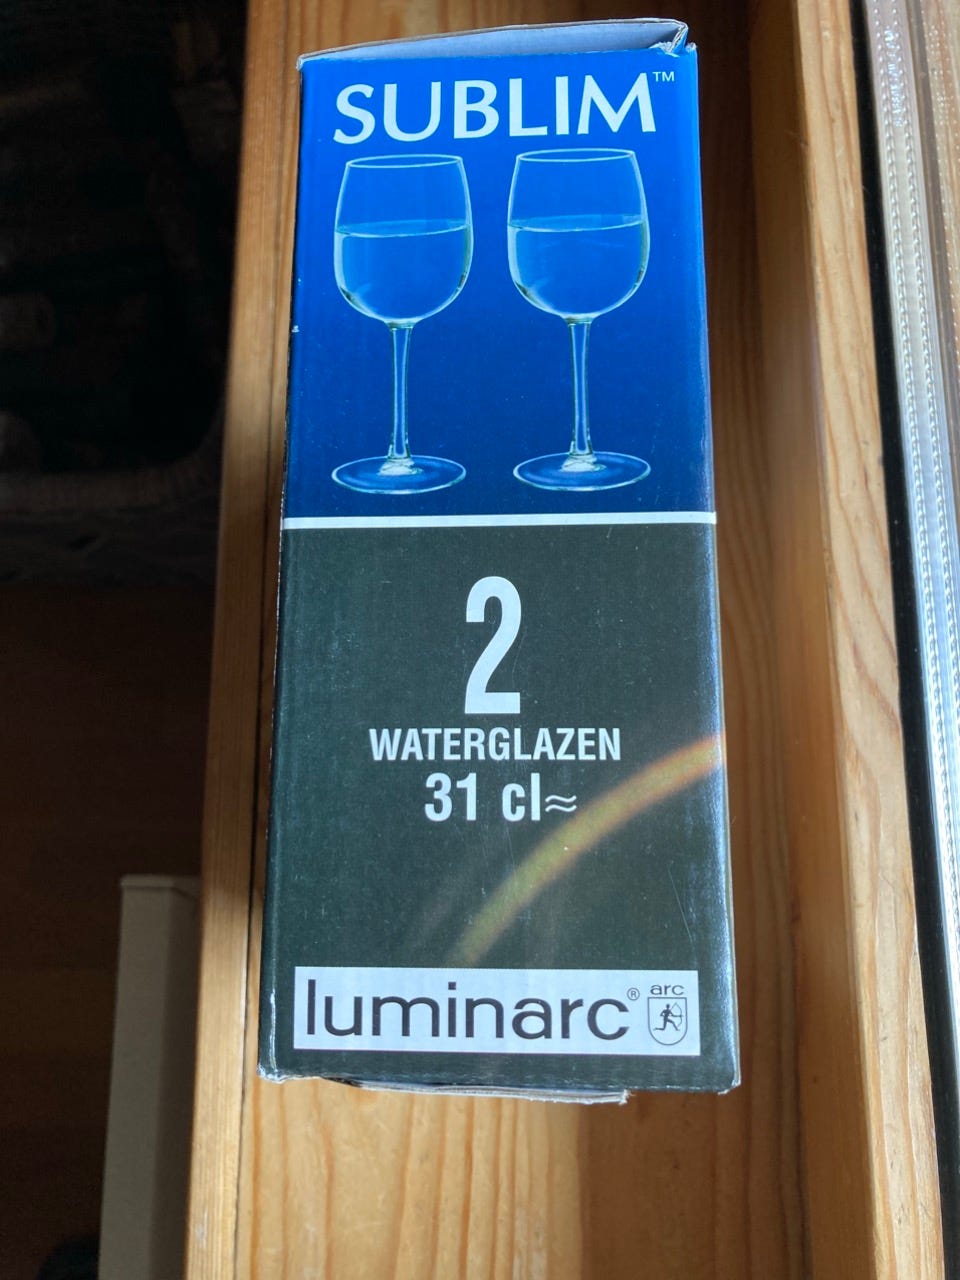 SUBLIM™
2
WATERGLAZEN
31 cl≈
luminarc® arc